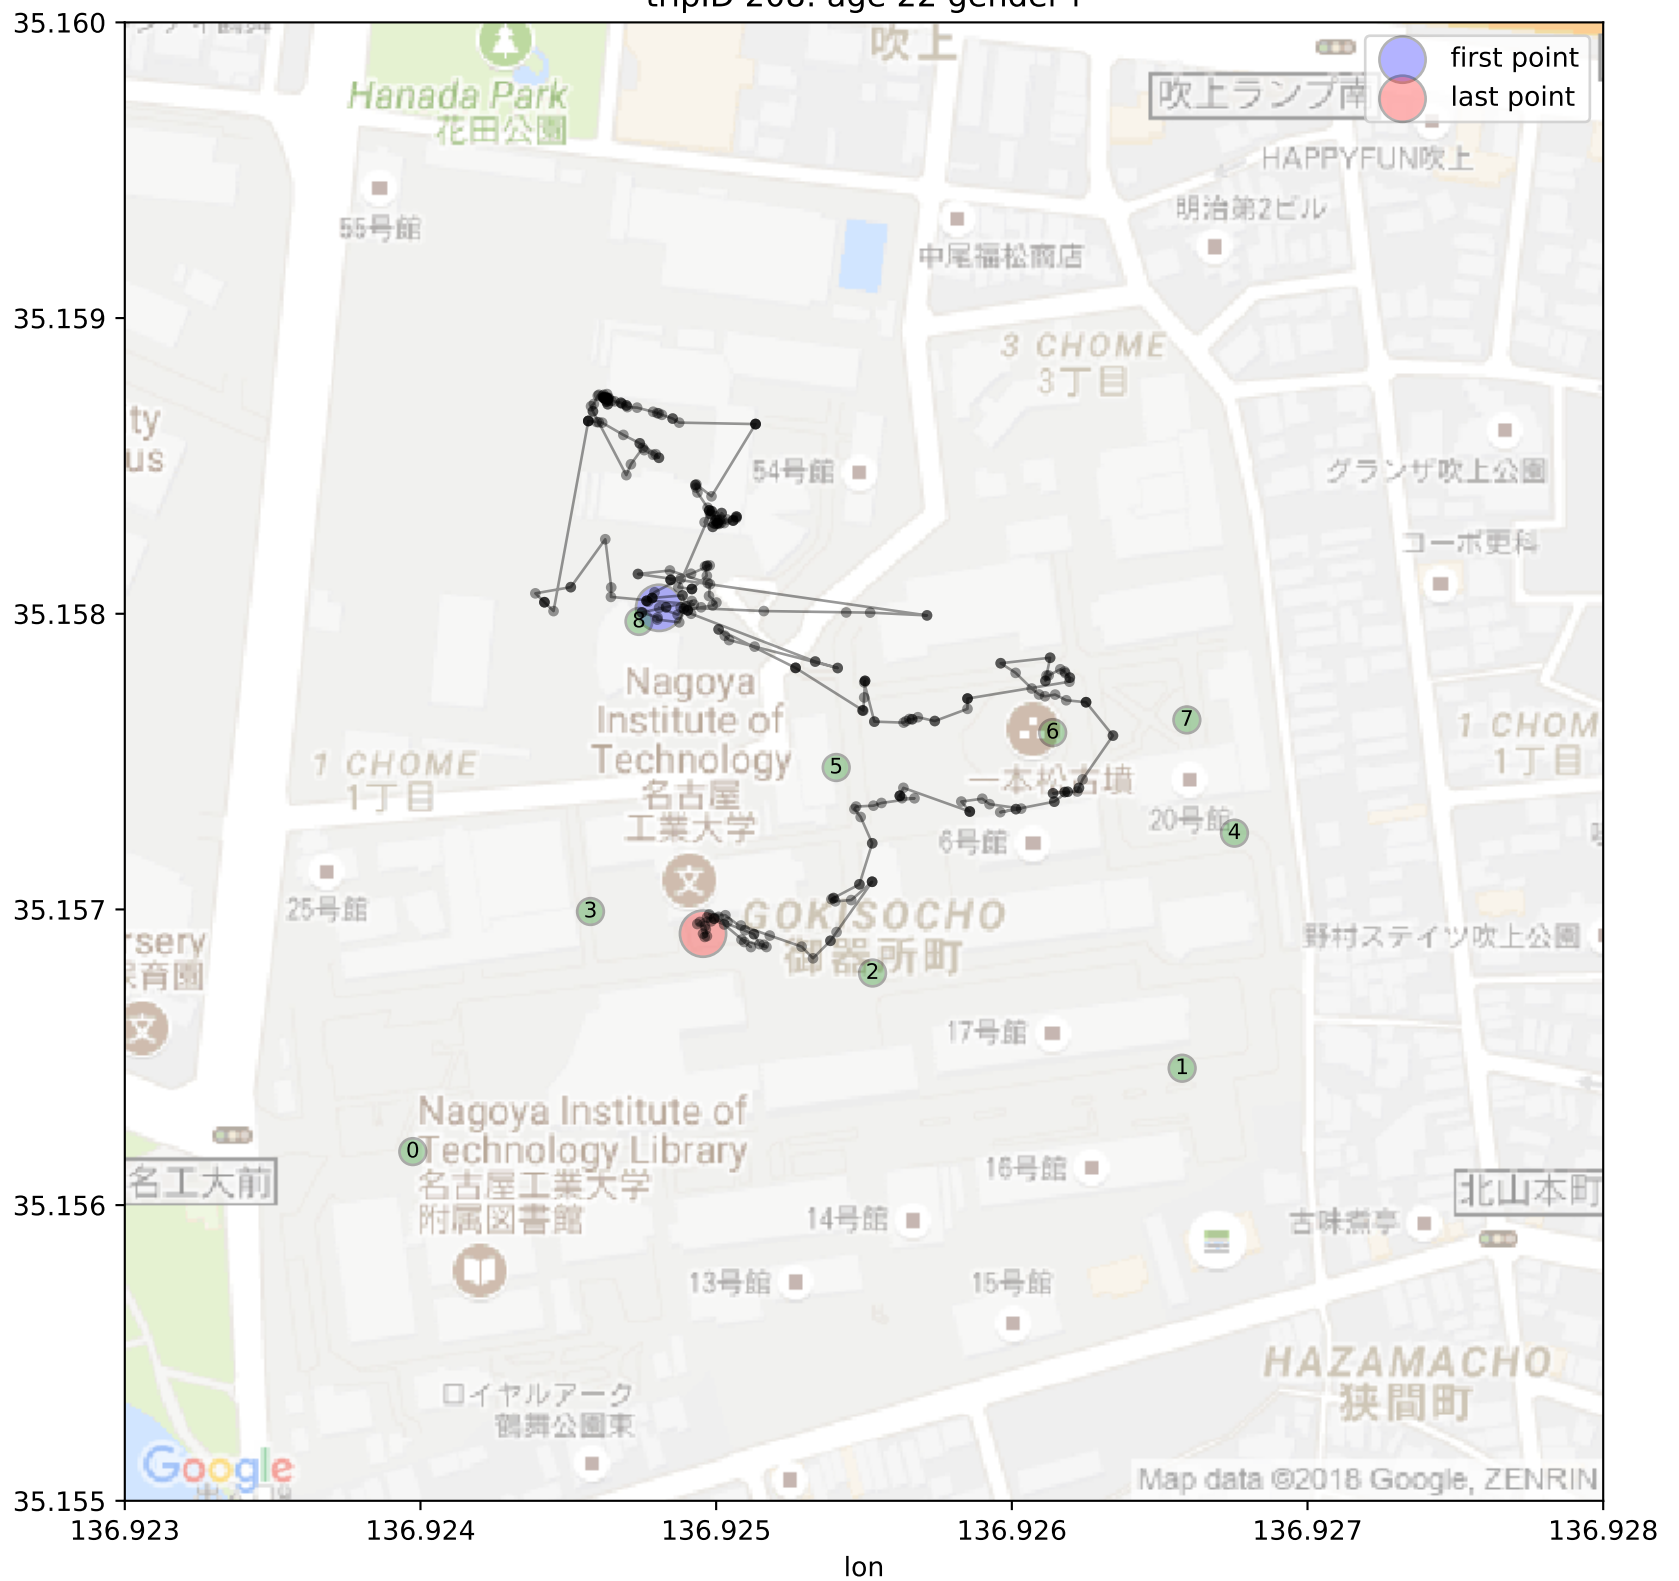 35.160
Hanada Park
花田公園
吹上
first point
last point
吹上ランプ南
HAPPYFUN吹上
明治第2ビル
55号館
中尾福松商店
35.159
3 CHOME
3丁目
ty
us
54号館
グランザ吹上公園
コーポ更科
35.158
8
Nagoya
Institute of
Technology
名古屋
工業大学
7
6
5
1 CHOME
1丁目
1 CHOM
1丁目
一本松古墳
20号館
4
6号館
25号館
3
35.157
GOKISOCHO
御器所町
2
rsery
保育園
野村ステイツ吹上公園
17号館
1
Nagoya Institute of
Technology Library
名古屋工業大学
附属図書館
0
名工大前
16号館
北山本町
35.156
14号館
古味煮亭
13号館
15号館
HAZAMACHO
狭間町
ロイヤルアーク
鶴舞公園東
Google
Map data ©2018 Google, ZENRIN
35.155
136.923
136.924
136.925
136.926
136.927
136.928
lon